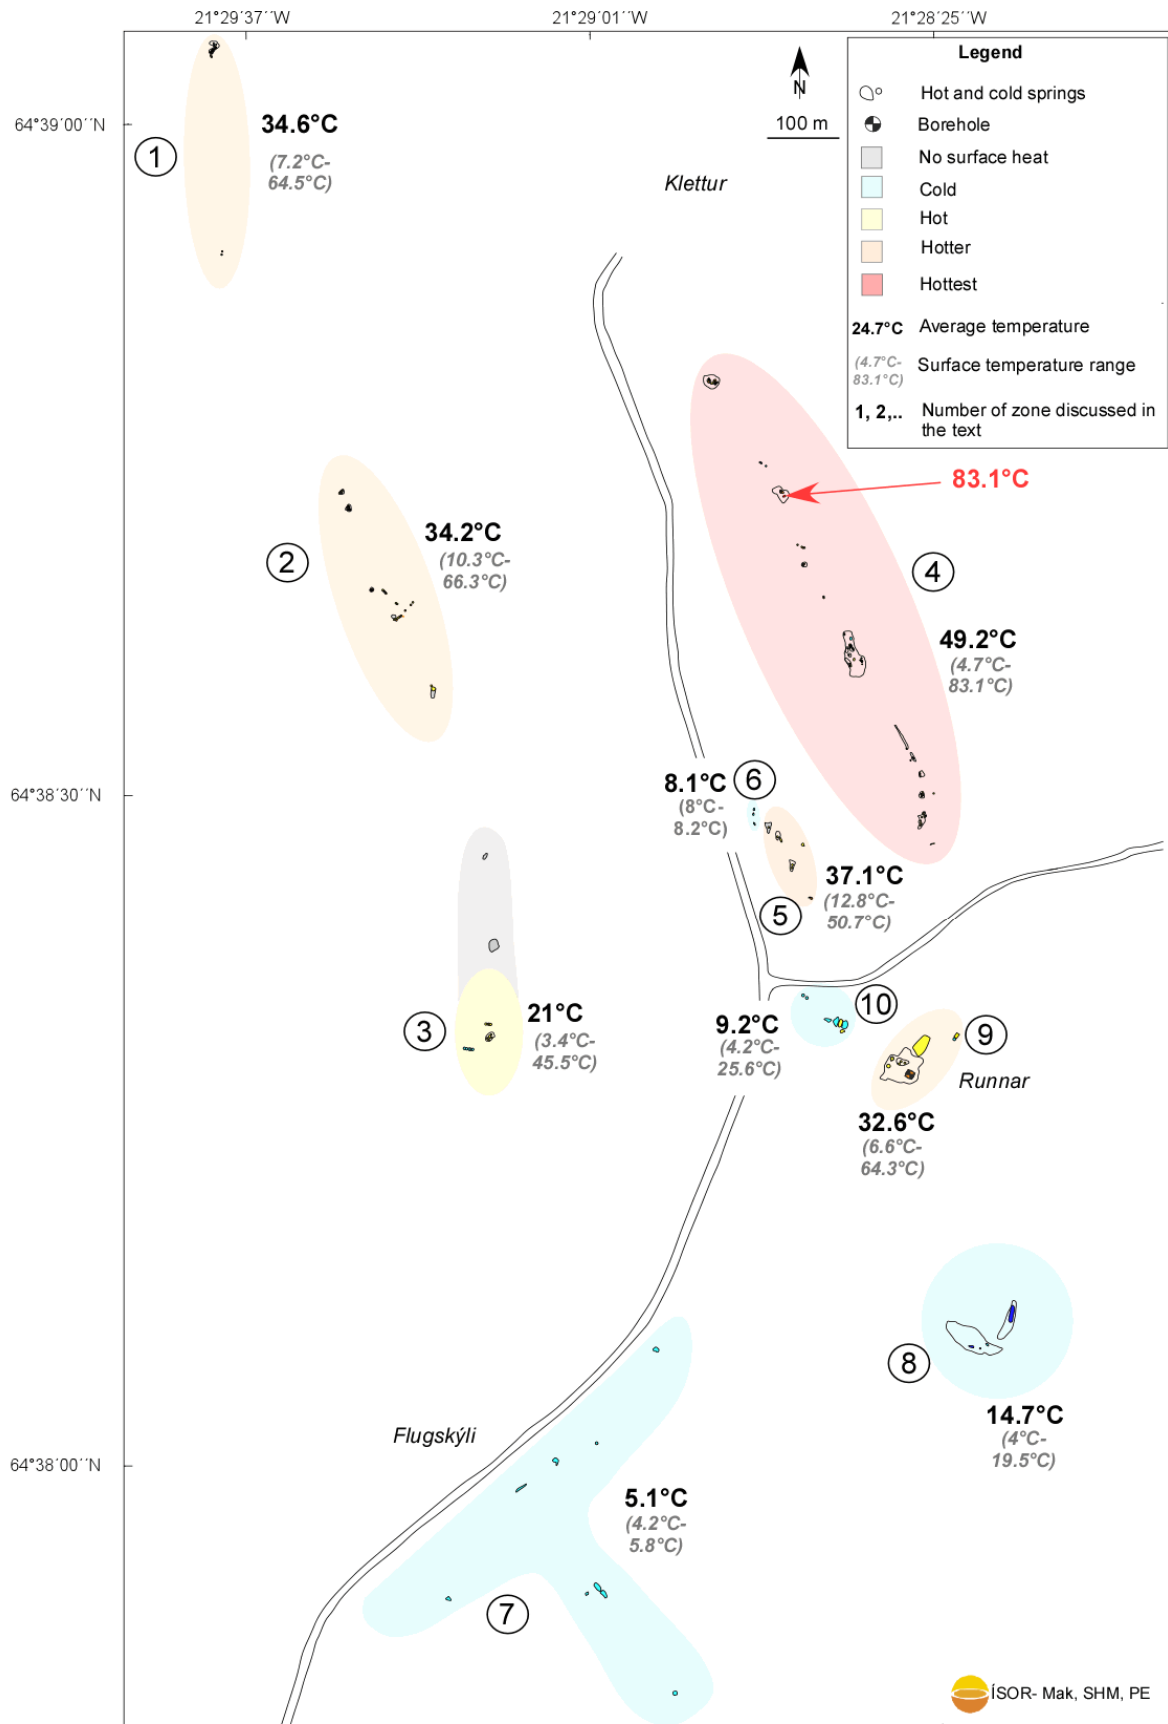 21°29´37´´W
21°29´01´´W
21°28´25´´W
64°39´00´´N
64°38´30´´N
64°38´00´´N
N
100 m
Legend
Hot and cold springs
Borehole
No surface heat
Cold
Hot
Hotter
Hottest
24.7°C Average temperature
(4.7°C-
83.1°C)
Surface temperature range
1, 2,.. Number of zone discussed in
the text
Klettur
1
34.6°C
(7.2°C-
64.5°C)
83.1°C
2
34.2°C
(10.3°C-
66.3°C)
4
49.2°C
(4.7°C-
83.1°C)
6
8.1°C
(8°C-
8.2°C)
5
37.1°C
(12.8°C-
50.7°C)
3
21°C
(3.4°C-
45.5°C)
10
9.2°C
(4.2°C-
25.6°C)
9
Runnar
32.6°C
(6.6°C-
64.3°C)
8
14.7°C
(4°C-
19.5°C)
Flugskýli
5.1°C
(4.2°C-
5.8°C)
7
ÍSOR- Mak, SHM, PE